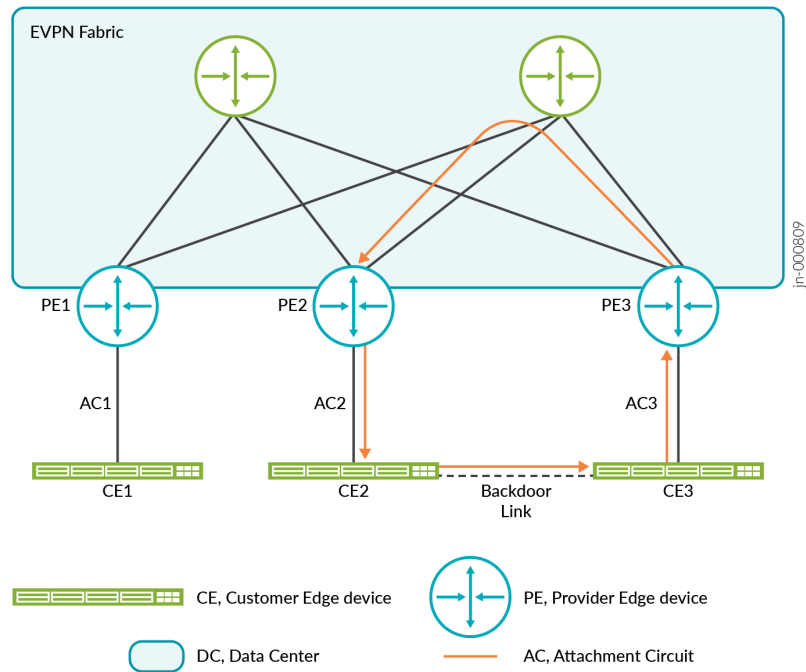 EVPN Fabric
jn-000809
PE1
PE2
PE3
AC1
AC2
AC3
CE1
CE2
Backdoor
Link
CE3
CE, Customer Edge device
PE, Provider Edge device
DC, Data Center
AC, Attachment Circuit